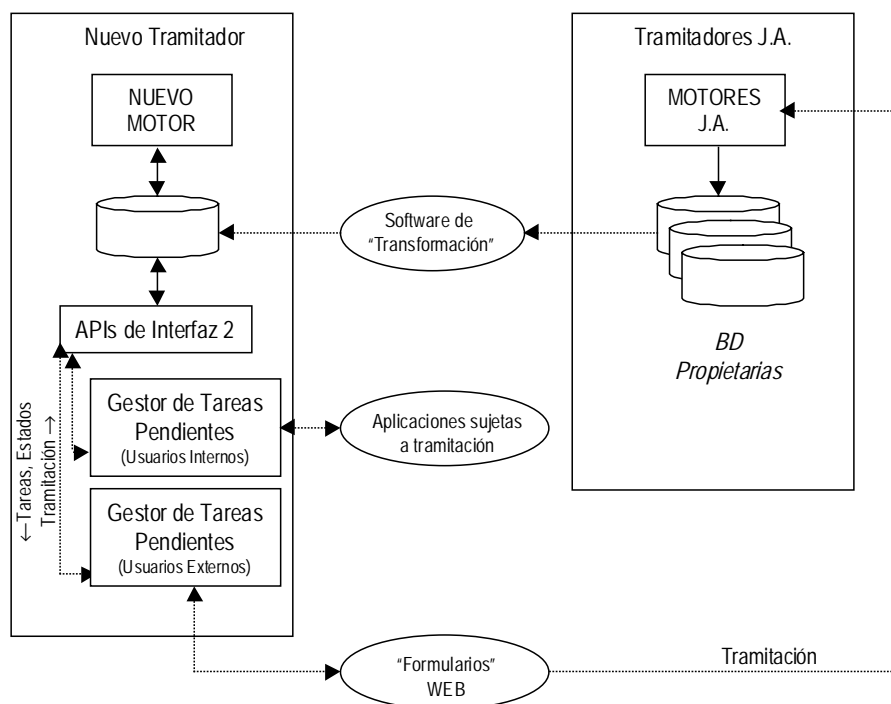 Nuevo Tramitador
NUEVO
MOTOR
APIs de Interfaz 2
←Tareas, Estados
Tramitación →
Gestor de Tareas
Pendientes
(Usuarios Internos)
Gestor de Tareas
Pendientes
(Usuarios Externos)
Software de
“Transformación”
Aplicaciones sujetas
a tramitación
“Formularios”
WEB
Tramitadores J.A.
MOTORES
J.A.
BD
Propietarias
Tramitación